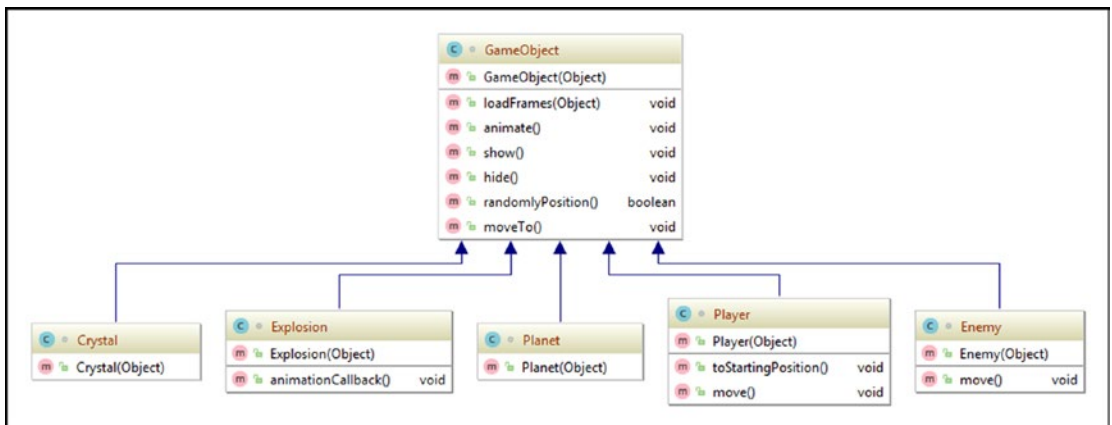 GameObject
GameObject(Object)
loadFrames(Object) void
animate() void
show() void
hide() void
randomlyPosition() boolean
moveTo() void
Crystal
Crystal(Object)
Explosion
Explosion(Object)
animationCallback() void
Planet
Planet(Object)
Player
Player(Object)
toStartingPosition() void
move() void
Enemy
Enemy(Object)
move() void